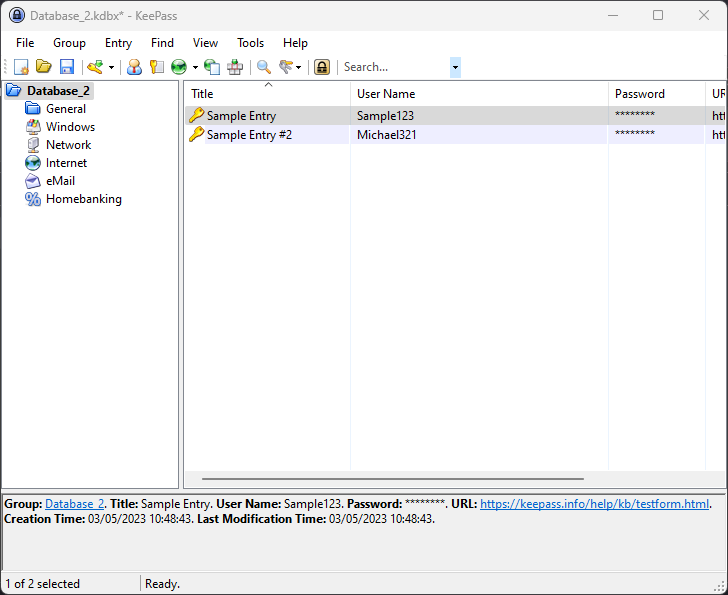 Database_2.kdbx* - KeePass
File Group Entry Find View Tools Help
Search...
Database_2
General
Windows
Network
Internet
eMail
Homebanking
Title User Name Password UR
Sample Entry Sample123 ******** htt
Sample Entry #2 Michael321 ******** htt
Group: Database_2. Title: Sample Entry. User Name: Sample123. Password: ********. URL: https://keepass.info/help/kb/testform.html.
Creation Time: 03/05/2023 10:48:43. Last Modification Time: 03/05/2023 10:48:43.
1 of 2 selected Ready.